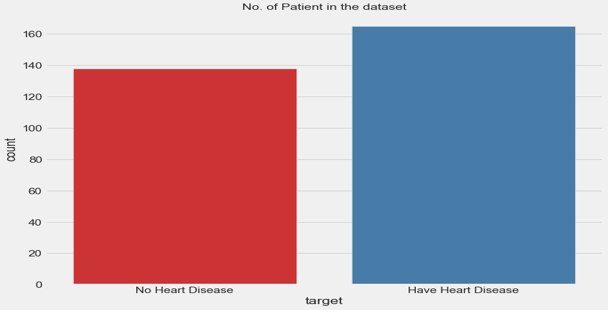 No. of Patient in the dataset
160
140
120
100
80
60
40
20
0
count
No Heart Disease
Have Heart Disease
target